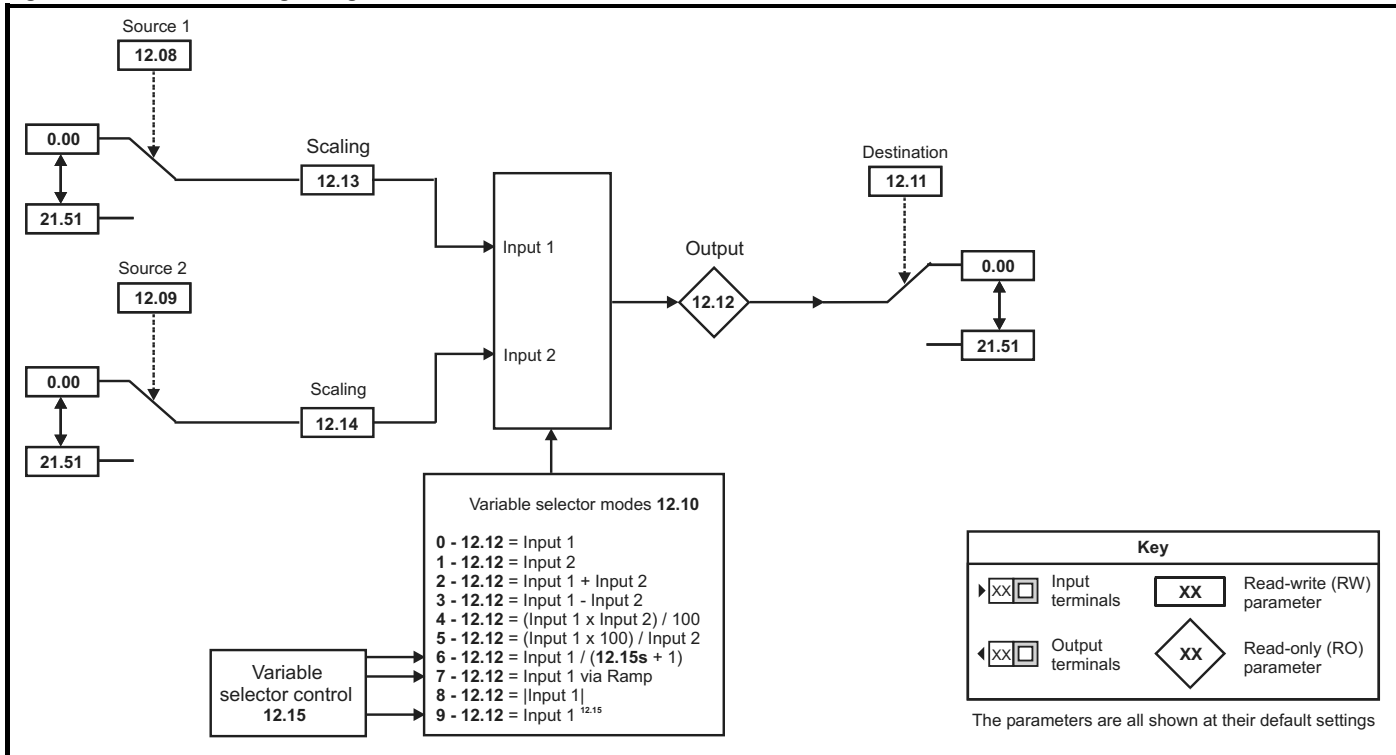 Source 1
12.08
0.00
21.51
Scaling
12.13
Source 2
12.09
0.00
21.51
Scaling
12.14
Input 1
Input 2
Output
12.12
Destination
12.11
0.00
21.51
Variable selector modes 12.10
0 - 12.12 = Input 1
1 - 12.12 = Input 2
2 - 12.12 = Input 1 + Input 2
3 - 12.12 = Input 1 - Input 2
4 - 12.12 = (Input 1 x Input 2) / 100
5 - 12.12 = (Input 1 x 100) / Input 2
6 - 12.12 = Input 1 / (12.15s + 1)
7 - 12.12 = Input 1 via Ramp
8 - 12.12 = |Input 1|
9 - 12.12 = Input 1 12.15
Variable
selector control
12.15
Key
XX
Input
terminals
XX
Read-write (RW)
parameter
XX
Output
terminals
XX
Read-only (RO)
parameter
The parameters are all shown at their default settings